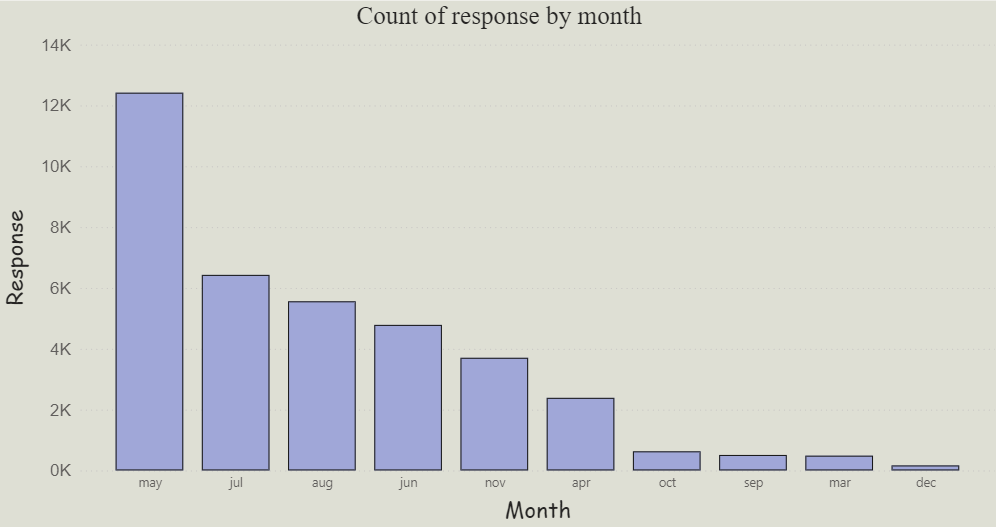 Count of response by month
14K
12K
10K
8K
6K
4K
2K
0K
Response
may jul aug jun nov apr oct sep mar dec
Month